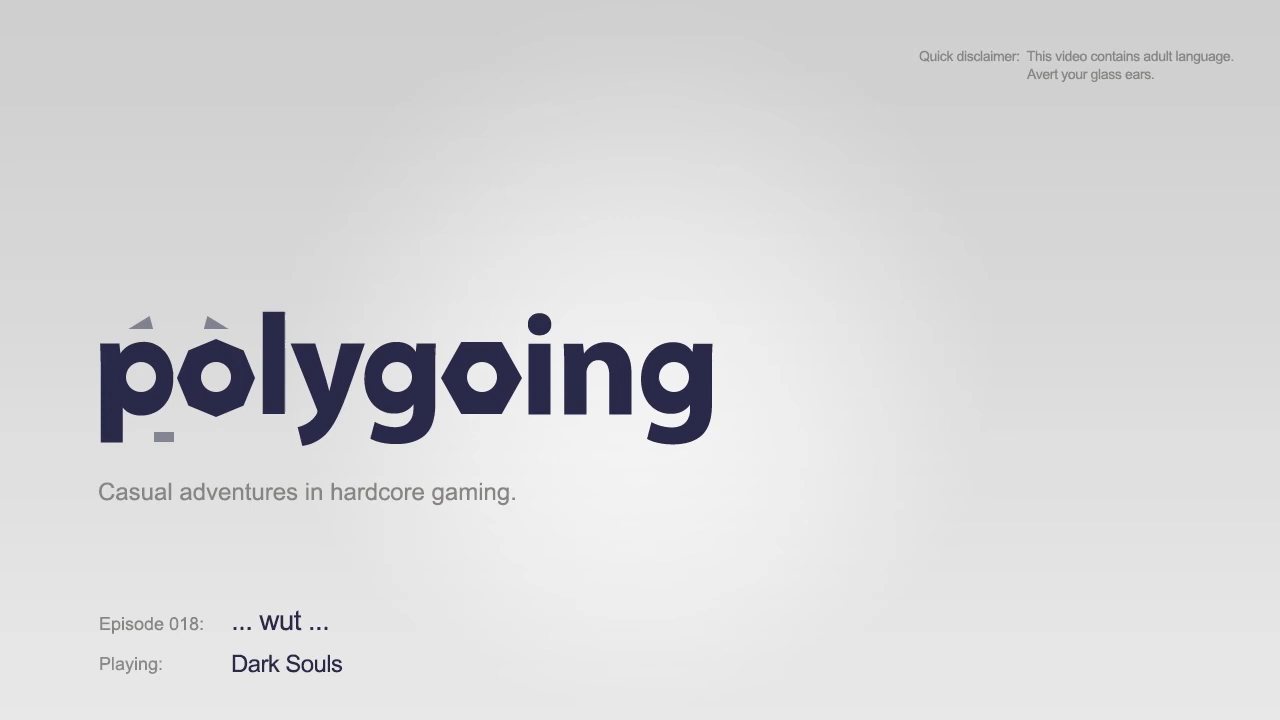 Quick disclaimer: This video contains adult language.
Avert your glass ears.
polygoing
Casual adventures in hardcore gaming.
Episode 018: ... wut ...
Playing: Dark Souls